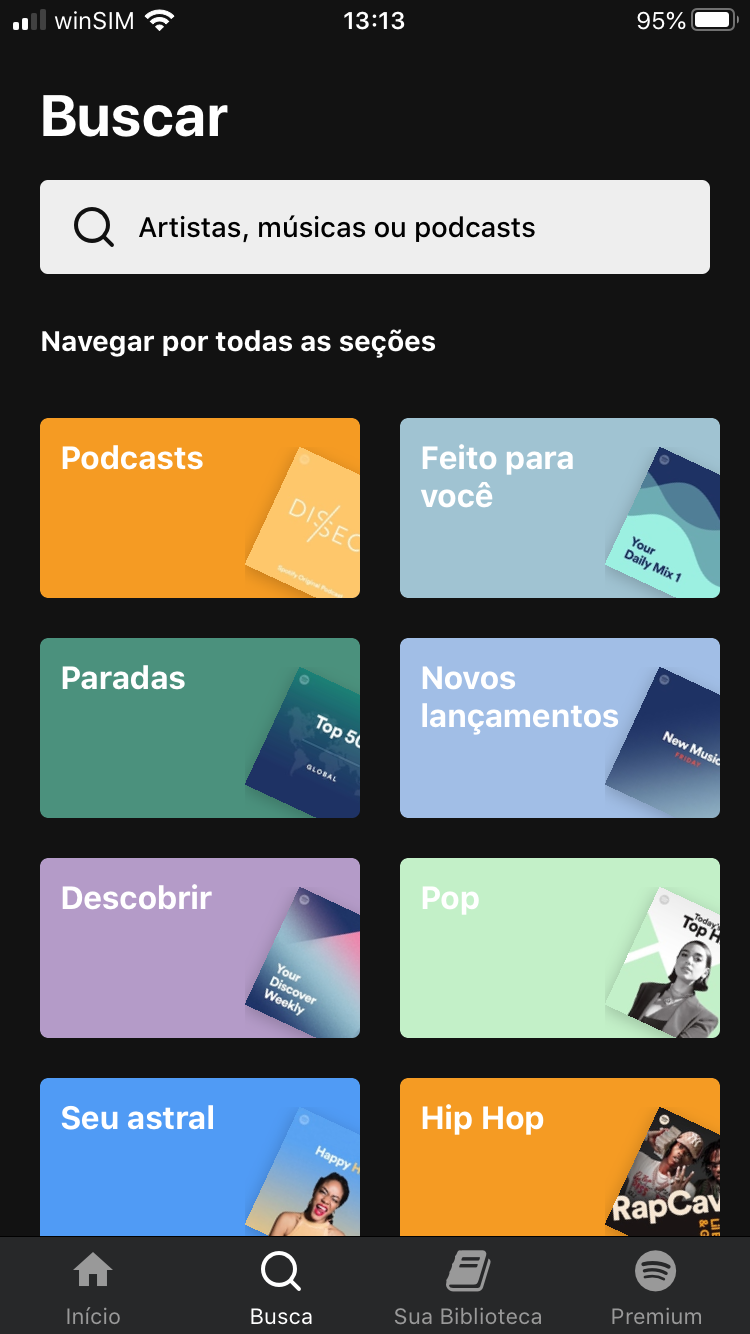 winSIM 13:13 95%
Buscar
Artistas, músicas ou podcasts
Navegar por todas as seções
Podcasts
Spotify Original Podcast
Feito para
você
Your
Daily Mix 1
Paradas
Top 50
GLOBAL
Novos
lançamentos
New Music
FRIDAY
Descobrir
Your
Discover
Weekly
Pop
Today's
Top H
Seu astral
Happy H
Hip Hop
RapCav
Início Busca Sua Biblioteca Premium